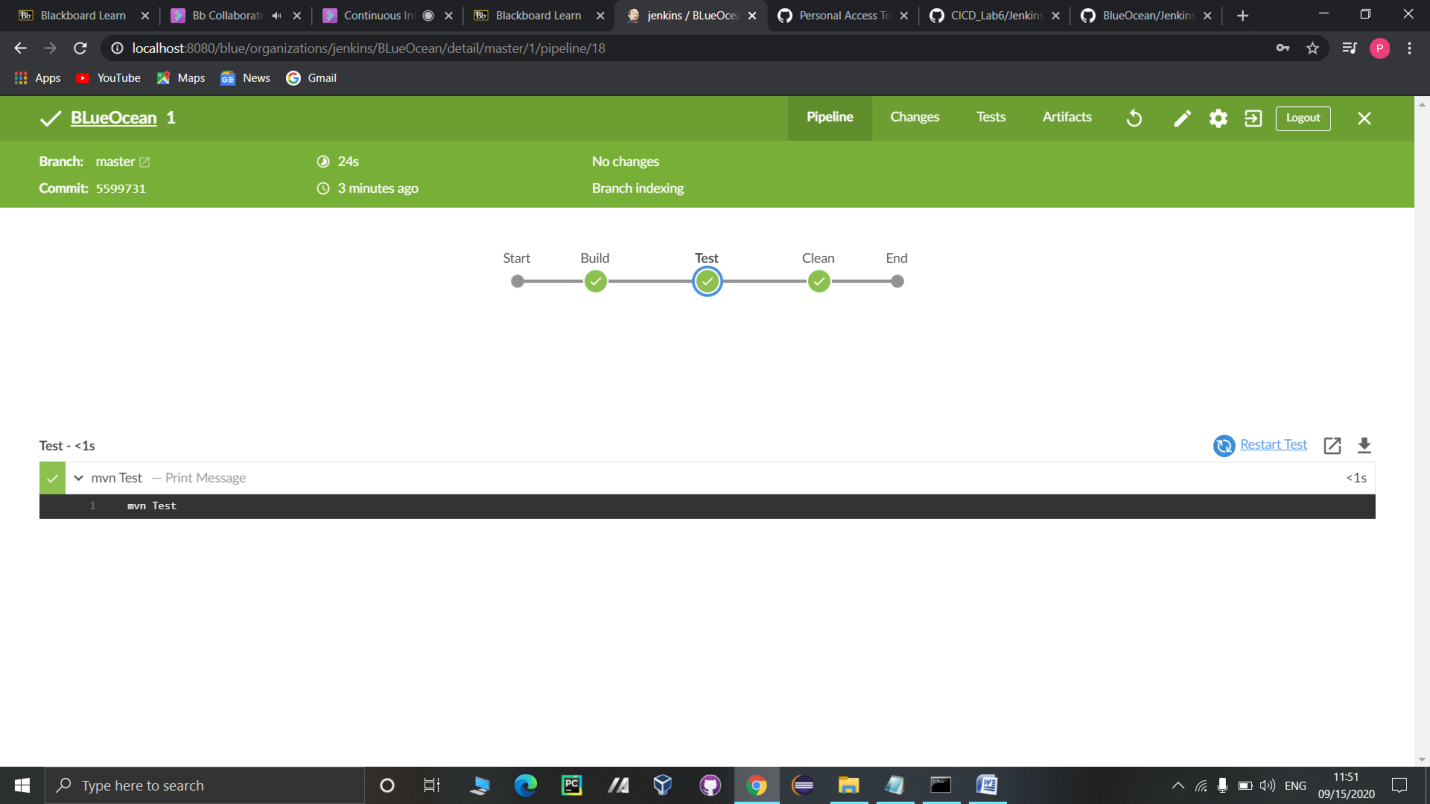 Blackboard Learn
Bb Collaborate
Continuous In
Blackboard Learn
jenkins / BLueOcea
Personal Access To
CICD_Lab6/Jenkins
BlueOcean/Jenkins
localhost:8080/blue/organizations/jenkins/BLueOcean/detail/master/1/pipeline/18
P
Apps
YouTube
Maps
News
Gmail
BLueOcean 1
Pipeline
Changes
Tests
Artifacts
Logout
Branch: master
24s
No changes
Commit: 5599731
3 minutes ago
Branch indexing
Start
Build
Test
Clean
End
Test - <1s
Restart Test
mvn Test — Print Message
<1s
1 mvn Test
Type here to search
ENG
11:51
09/15/2020